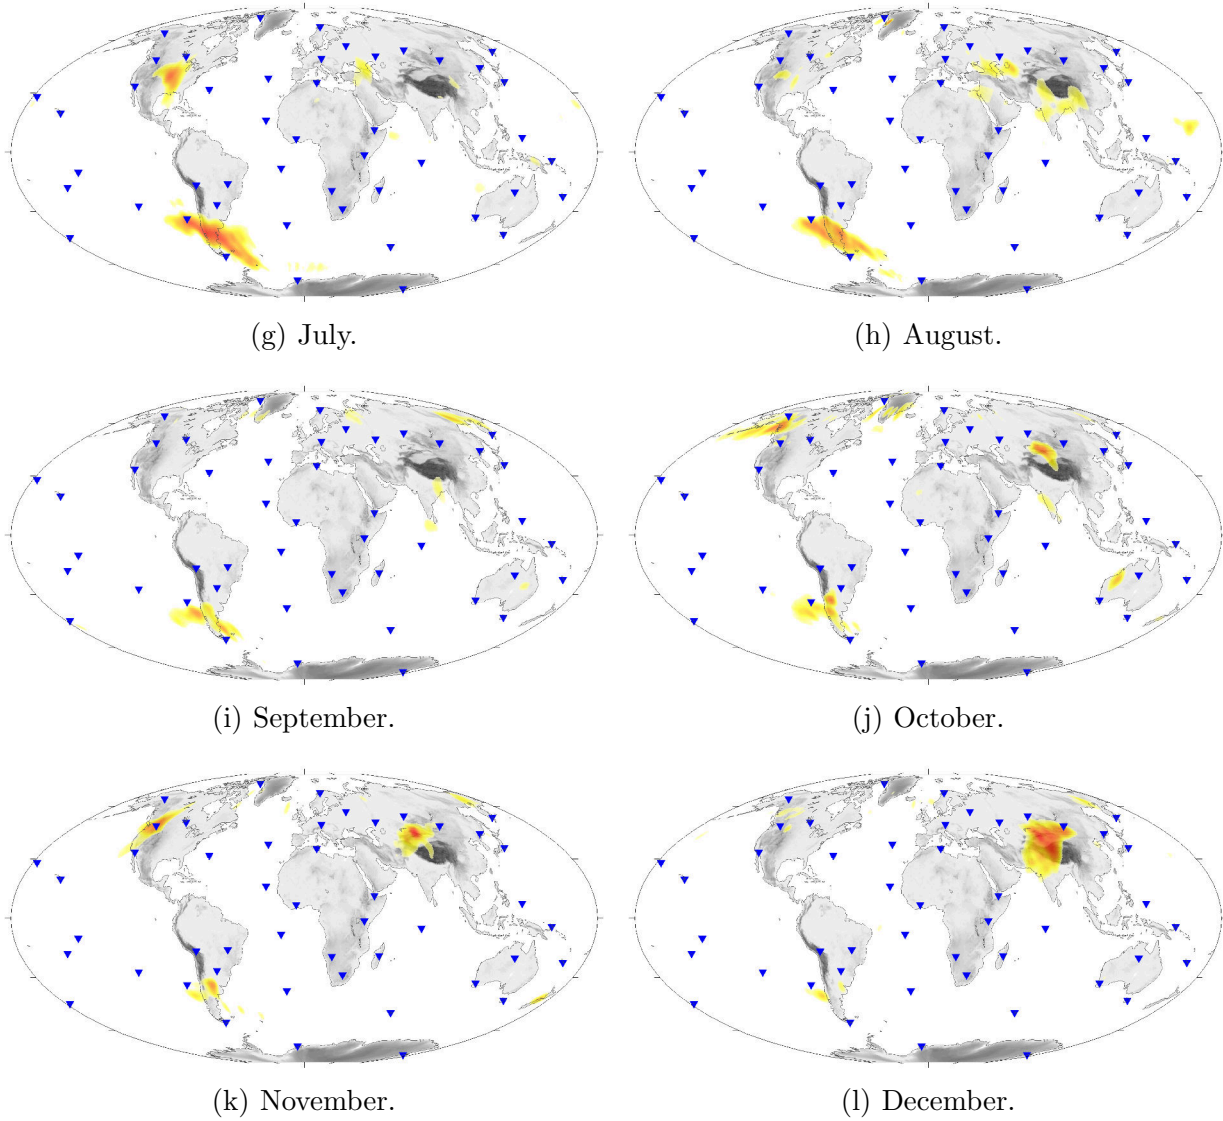 (g) July.
(h) August.
(i) September.
(j) October.
(k) November.
(l) December.